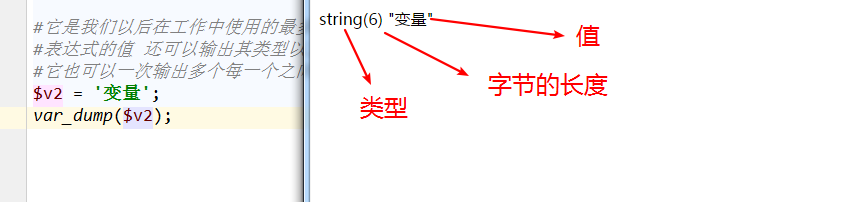 #它是我们以后在工作中使用的最
#表达式的值 还可以输出其类型以
#它也可以一次输出多个每一个之
$v2 = '变量';
var_dump($v2);
string(6) "变量"
值
字节的长度
类型